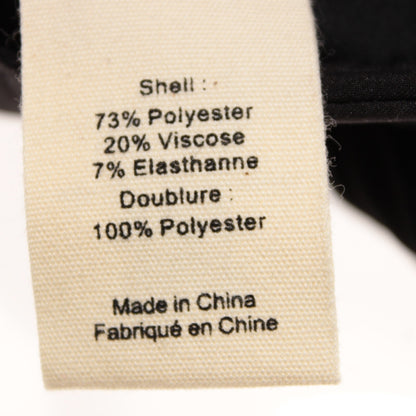 Shell :
73% Polyester
20% Viscose
7% Elasthanne
Doublure :
100% Polyester
Made in China
Fabriqué en Chine